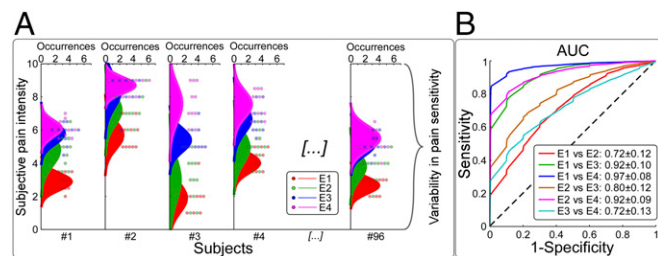 A
Occurrences Occurrences Occurrences Occurrences Occurrences
0 2 4 6 0 2 4 6 0 2 4 6 0 2 4 6 0 2 4 6
Subjective pain intensity
10
8
6
4
2
0
[...]
E1
E2
E3
E4
Variability in pain sensitivity
#1 #2 #3 #4 [...] #96
Subjects
B
AUC
Sensitivity
1
0.8
0.6
0.4
0.2
0
E1 vs E2: 0.72±0.12
E1 vs E3: 0.92±0.10
E1 vs E4: 0.97±0.08
E2 vs E3: 0.80±0.12
E2 vs E4: 0.92±0.09
E3 vs E4: 0.72±0.13
0 0.2 0.4 0.6 0.8 1
1-Specificity